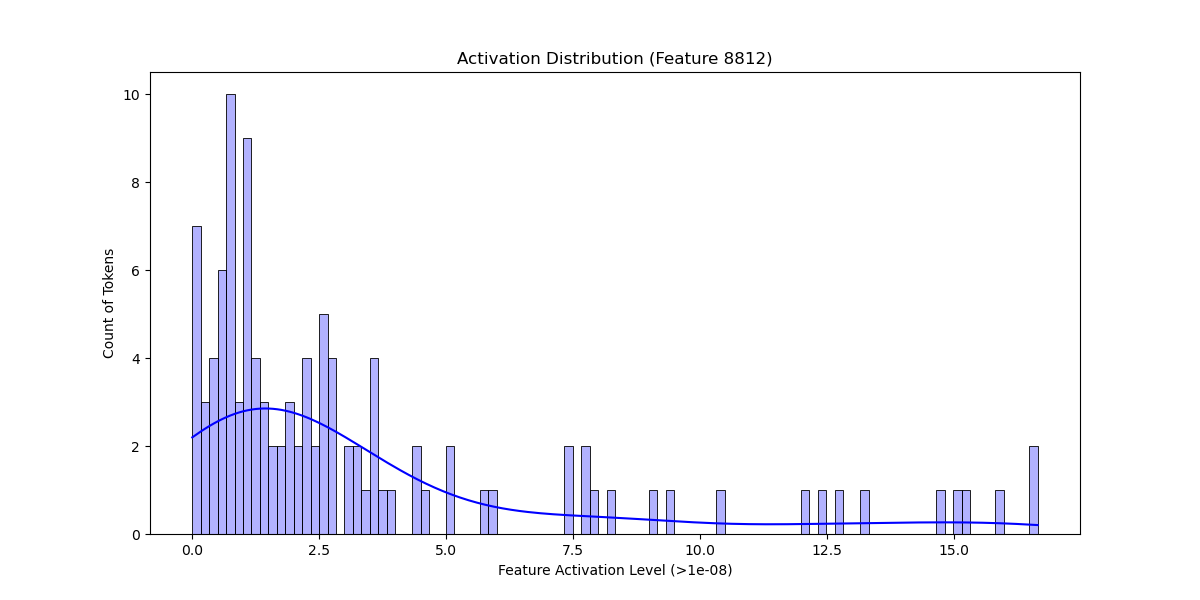 Activation Distribution (Feature 8812)
10
8
6
4
2
0
Count of Tokens
0.0 2.5 5.0 7.5 10.0 12.5 15.0
Feature Activation Level (>1e-08)